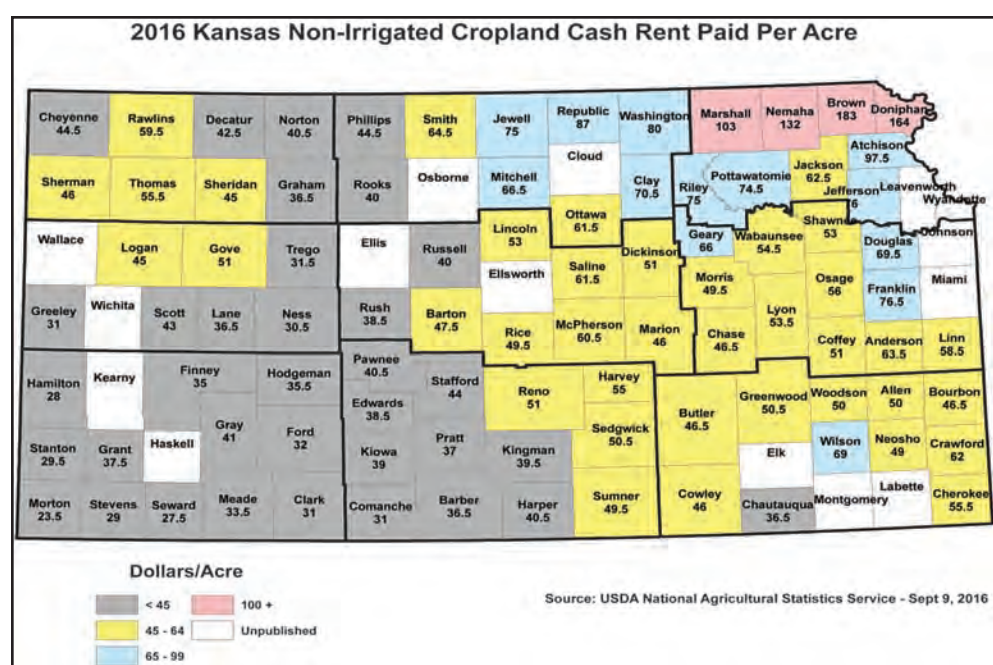 2016 Kansas Non-Irrigated Cropland Cash Rent Paid Per Acre
Cheyenne
44.5
Rawlins
59.5
Decatur
42.5
Norton
40.5
Phillips
44.5
Smith
64.5
Jewell
75
Republic
87
Washington
80
Marshall
103
Nemaha
132
Brown
183
Doniphan
164
Sherman
46
Thomas
55.5
Sheridan
45
Graham
36.5
Rooks
40
Osborne
Mitchell
66.5
Cloud
Clay
70.5
Riley
75
Pottawatomie
74.5
Jackson
62.5
Atchison
97.5
Jefferson
Leavenworth
Wyandotte
Wallace
Logan
45
Gove
51
Trego
31.5
Ellis
Russell
40
Lincoln
53
Ottawa
61.5
Dickinson
51
Geary
66
Wabaunsee
54.5
Shawnee
53
Douglas
69.5
Johnson
Greeley
31
Wichita
Scott
43
Lane
36.5
Ness
30.5
Rush
38.5
Barton
47.5
Ellsworth
Saline
61.5
Morris
49.5
Osage
56
Franklin
76.5
Miami
Rice
49.5
McPherson
60.5
Marion
46
Chase
46.5
Lyon
53.5
Coffey
51
Anderson
63.5
Linn
58.5
Hamilton
28
Kearny
Finney
35
Hodgeman
35.5
Pawnee
40.5
Stafford
44
Reno
51
Harvey
55
Butler
46.5
Greenwood
50.5
Woodson
50
Allen
50
Bourbon
46.5
Edwards
38.5
Stanton
29.5
Grant
37.5
Haskell
Gray
41
Ford
32
Kiowa
39
Pratt
37
Kingman
39.5
Sedgwick
50.5
Elk
Wilson
69
Neosho
49
Crawford
62
Morton
23.5
Stevens
29
Seward
27.5
Meade
33.5
Clark
31
Comanche
31
Barber
36.5
Harper
40.5
Sumner
49.5
Cowley
46
Chautauqua
36.5
Montgomery
Labette
Cherokee
55.5
Dollars/Acre
< 45
100 +
45 - 64
Unpublished
65 - 99
Source: USDA National Agricultural Statistics Service - Sept 9, 2016